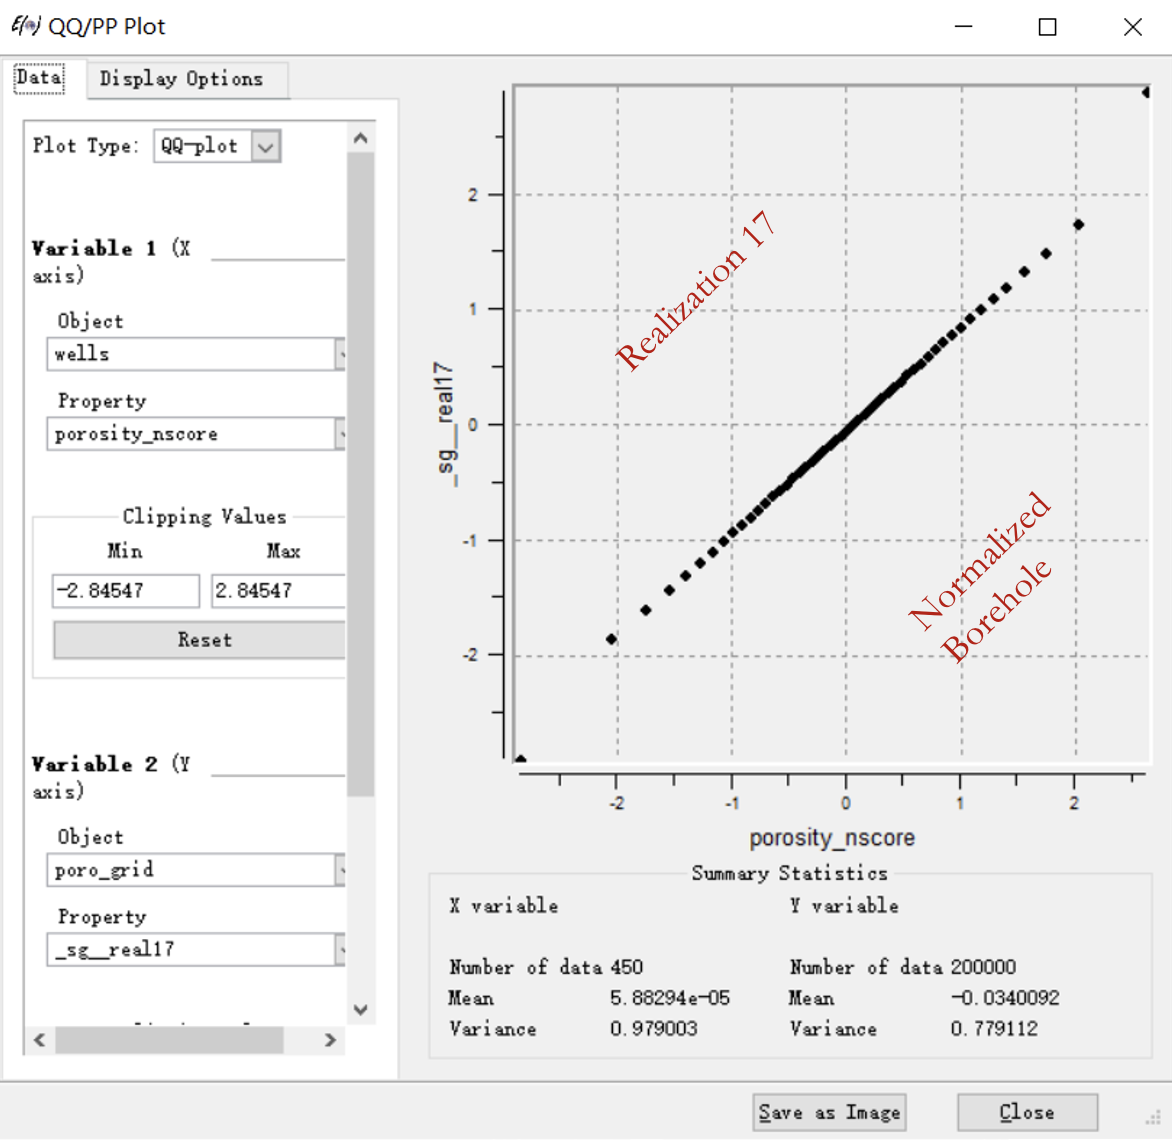 QQ/PP Plot
Data
Display Options
Plot Type:
QQ-plot
Variable 1 (X
axis)
Object
wells
Property
porosity_nscore
Clipping Values
Min
Max
-2.84547
2.84547
Reset
Variable 2 (Y
axis)
Object
poro_grid
Property
_sg__real17
2
1
0
-1
-2
_sg__real17
Realization 17
Normalized
Borehole
-2
-1
0
1
2
porosity_nscore
Summary Statistics
X variable
Y variable
Number of data 450
Number of data 200000
Mean 5.88294e-05
Mean -0.0340092
Variance 0.979003
Variance 0.779112
Save as Image
Close